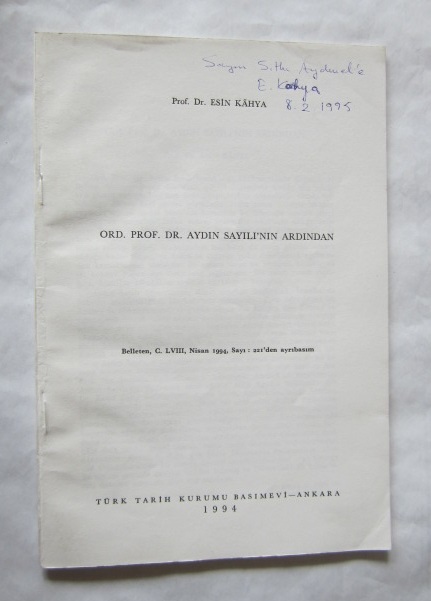 Sayın Sıtkı Aydınel'e
E. Kâhya
8.2.1995
Prof. Dr. ESİN KÂHYA
ORD. PROF. DR. AYDIN SAYILI'NIN ARDINDAN
Belleten, C. LVIII, Nisan 1994, Sayı : 221'den ayrıbasım
TÜRK TARİH KURUMU BASIMEVİ—ANKARA
1994